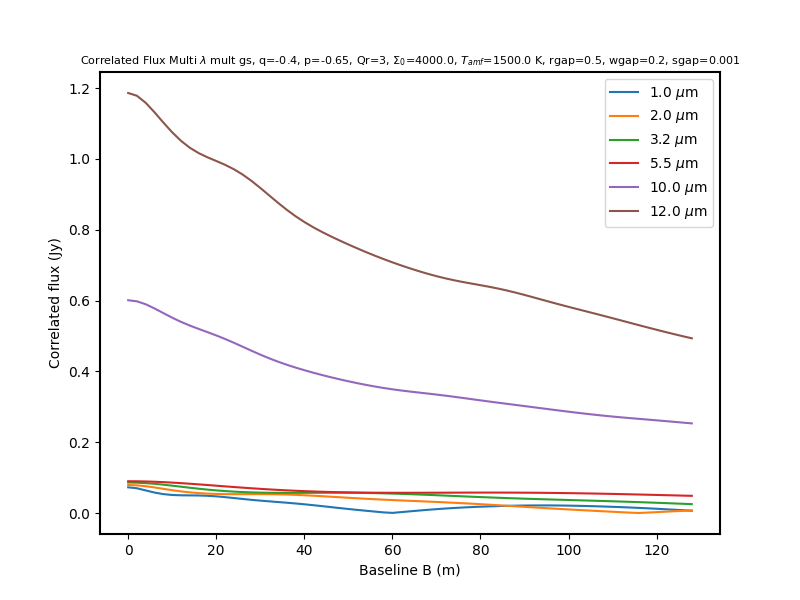 Correlated Flux Multi λ mult gs, q=-0.4, p=-0.65, Qr=3, Σ₀=4000.0, T_amf=1500.0 K, rgap=0.5, wgap=0.2, sgap=0.001
1.2
1.0
0.8
0.6
0.4
0.2
0.0
Correlated flux (Jy)
1.0 μm
2.0 μm
3.2 μm
5.5 μm
10.0 μm
12.0 μm
0 20 40 60 80 100 120
Baseline B (m)